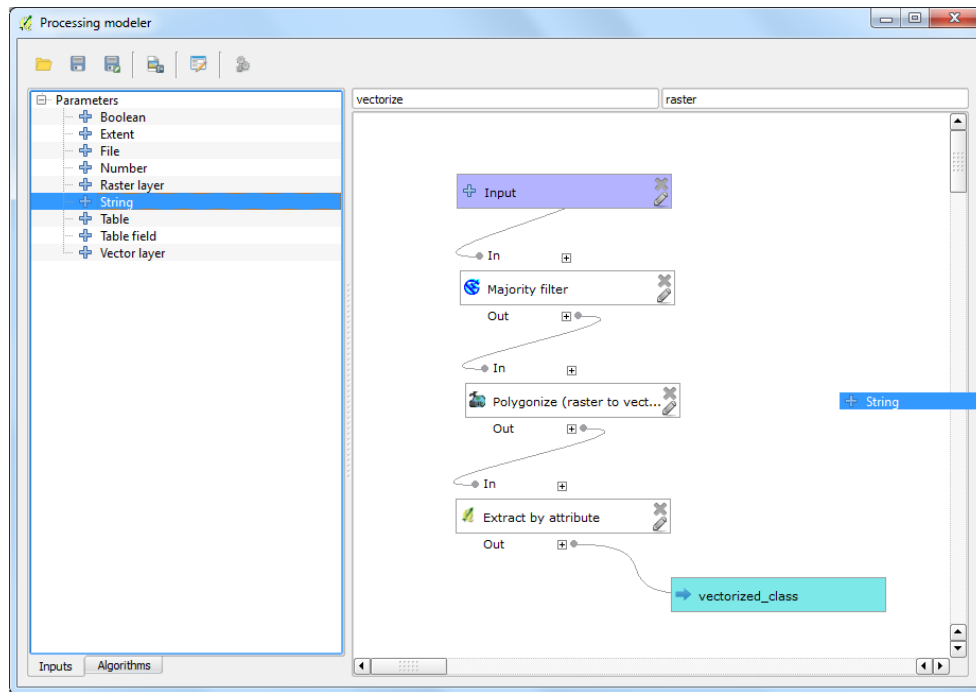 Processing modeler
Parameters
Boolean
Extent
File
Number
Raster layer
String
Table
Table field
Vector layer
Inputs
Algorithms
vectorize
raster
Input
In
Majority filter
Out
In
Polygonize (raster to vect...
Out
In
Extract by attribute
Out
vectorized_class
String